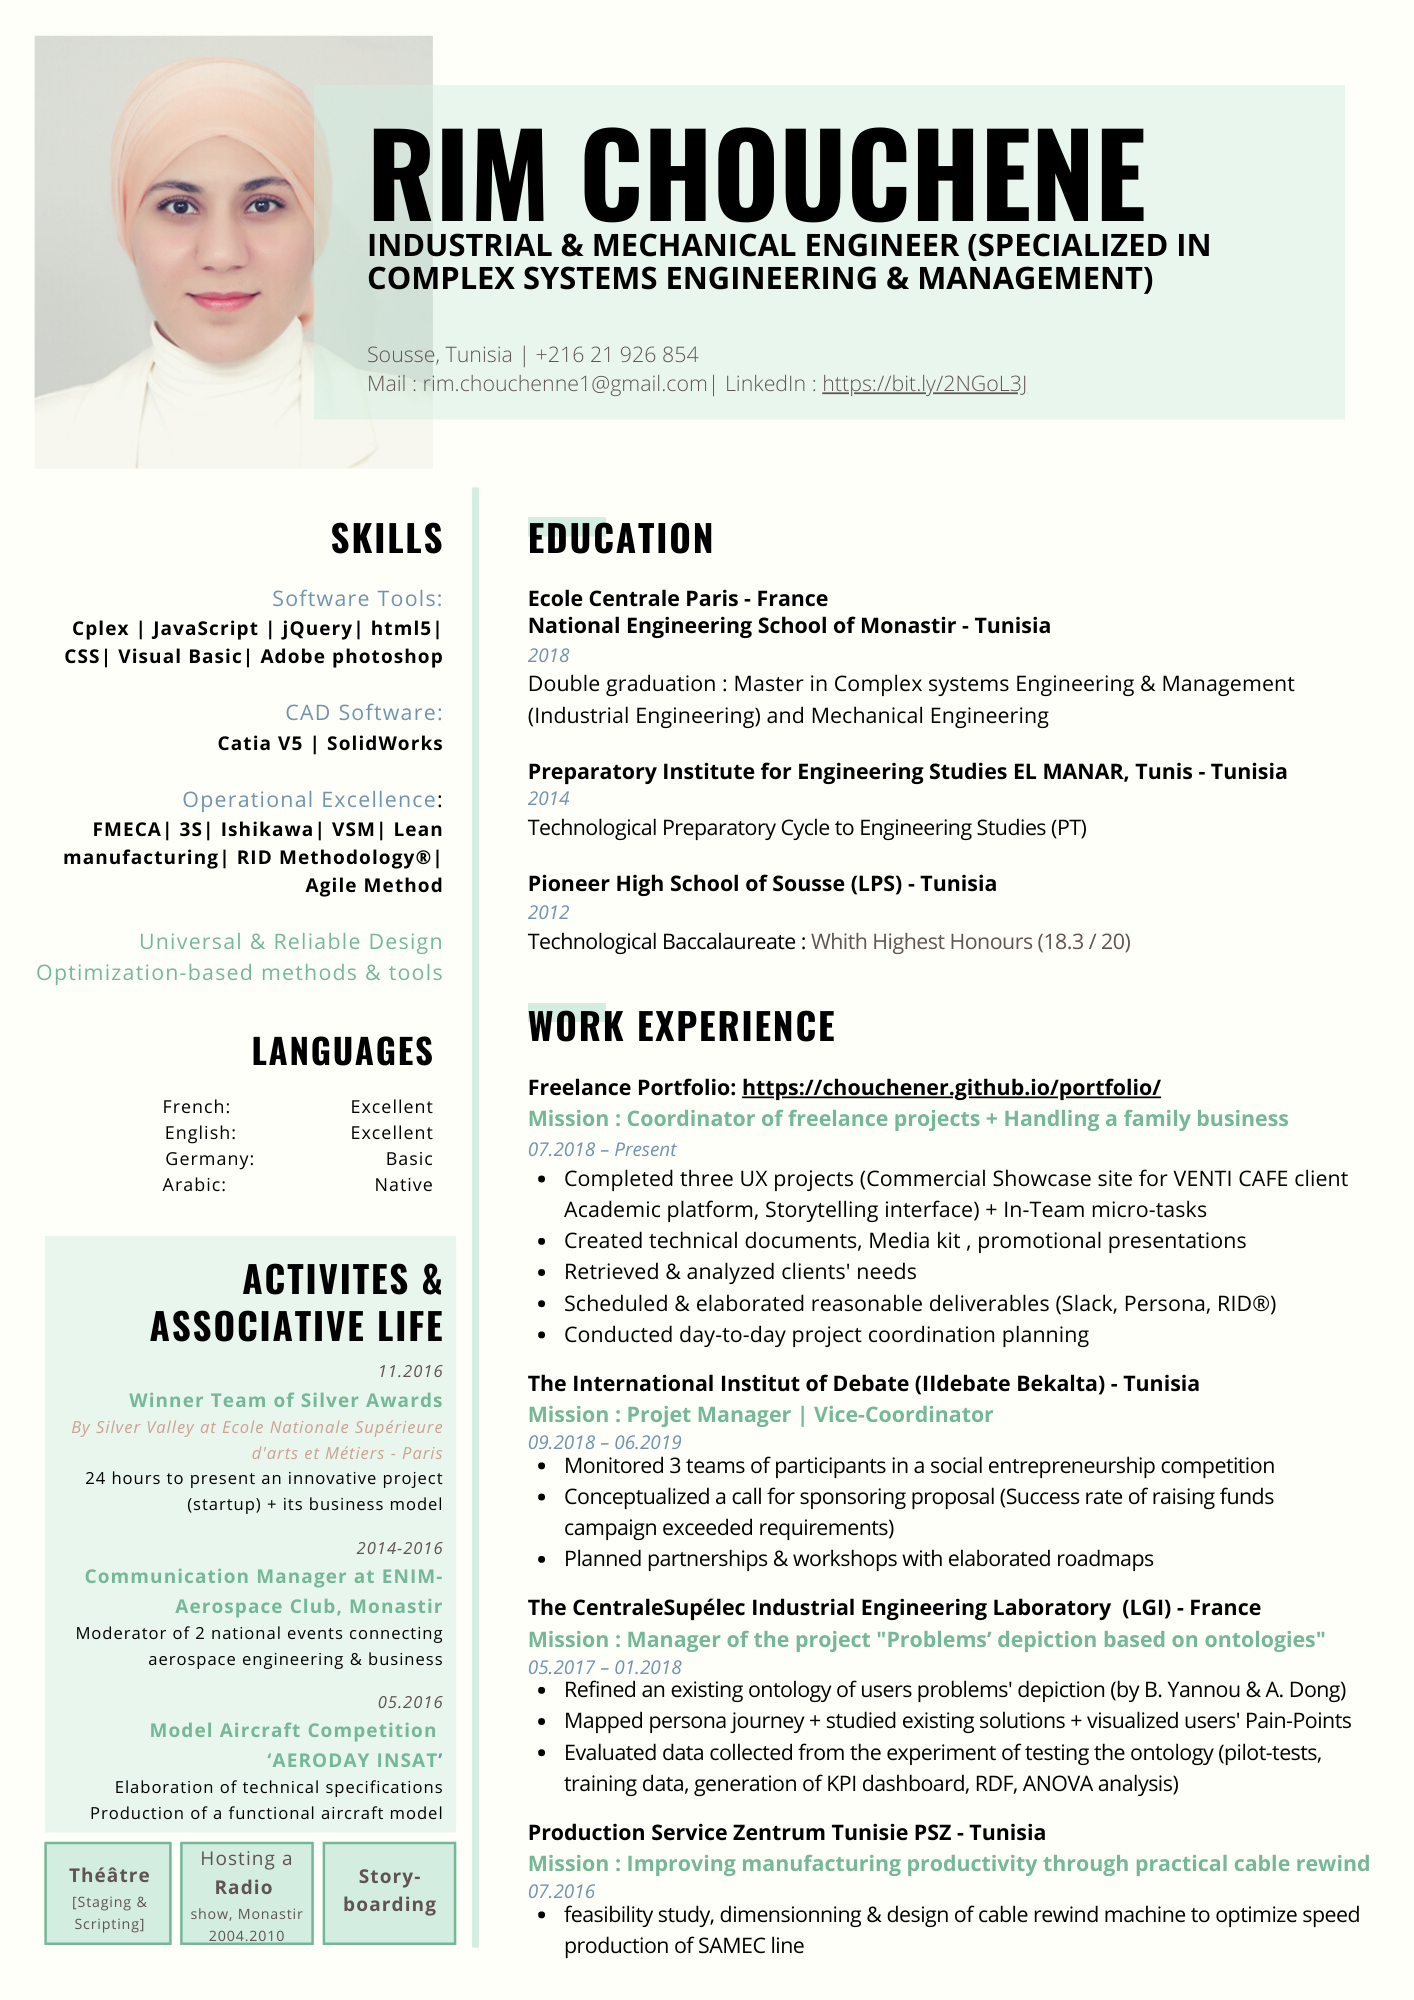 RIM CHOUCHENE
INDUSTRIAL & MECHANICAL ENGINEER (SPECIALIZED IN
COMPLEX SYSTEMS ENGINEERING & MANAGEMENT)
Sousse, Tunisia | +216 21 926 854
Mail : rim.chouchenne1@gmail.com| LinkedIn : https://bit.ly/2NGoL3J
SKILLS
Software Tools:
Cplex | JavaScript | jQuery| html5|
CSS| Visual Basic| Adobe photoshop
CAD Software:
Catia V5 | SolidWorks
Operational Excellence:
FMECA| 3S| Ishikawa| VSM| Lean
manufacturing| RID Methodology®|
Agile Method
Universal & Reliable Design
Optimization-based methods & tools
LANGUAGES
French: Excellent
English: Excellent
Germany: Basic
Arabic: Native
ACTIVITES &
ASSOCIATIVE LIFE
11.2016
Winner Team of Silver Awards
By Silver Valley at Ecole Nationale Supérieure
d'arts et Métiers - Paris
24 hours to present an innovative project
(startup) + its business model
2014-2016
Communication Manager at ENIM-
Aerospace Club, Monastir
Moderator of 2 national events connecting
aerospace engineering & business
05.2016
Model Aircraft Competition
‘AERODAY INSAT’
Elaboration of technical specifications
Production of a functional aircraft model
Théâtre
[Staging &
Scripting]
Hosting a
Radio
show, Monastir
2004.2010
Story-
boarding
EDUCATION
Ecole Centrale Paris - France
National Engineering School of Monastir - Tunisia
2018
Double graduation : Master in Complex systems Engineering & Management
(Industrial Engineering) and Mechanical Engineering
Preparatory Institute for Engineering Studies EL MANAR, Tunis - Tunisia
2014
Technological Preparatory Cycle to Engineering Studies (PT)
Pioneer High School of Sousse (LPS) - Tunisia
2012
Technological Baccalaureate : Whith Highest Honours (18.3 / 20)
WORK EXPERIENCE
Freelance Portfolio: https://chouchener.github.io/portfolio/
Mission : Coordinator of freelance projects + Handling a family business
07.2018 – Present
• Completed three UX projects (Commercial Showcase site for VENTI CAFE client
Academic platform, Storytelling interface) + In-Team micro-tasks
• Created technical documents, Media kit , promotional presentations
• Retrieved & analyzed clients' needs
• Scheduled & elaborated reasonable deliverables (Slack, Persona, RID®)
• Conducted day-to-day project coordination planning
The International Institut of Debate (IIdebate Bekalta) - Tunisia
Mission : Projet Manager | Vice-Coordinator
09.2018 – 06.2019
• Monitored 3 teams of participants in a social entrepreneurship competition
• Conceptualized a call for sponsoring proposal (Success rate of raising funds
campaign exceeded requirements)
• Planned partnerships & workshops with elaborated roadmaps
The CentraleSupélec Industrial Engineering Laboratory (LGI) - France
Mission : Manager of the project "Problems’ depiction based on ontologies"
05.2017 – 01.2018
• Refined an existing ontology of users problems' depiction (by B. Yannou & A. Dong)
• Mapped persona journey + studied existing solutions + visualized users' Pain-Points
• Evaluated data collected from the experiment of testing the ontology (pilot-tests,
training data, generation of KPI dashboard, RDF, ANOVA analysis)
Production Service Zentrum Tunisie PSZ - Tunisia
Mission : Improving manufacturing productivity through practical cable rewind
07.2016
• feasibility study, dimensionning & design of cable rewind machine to optimize speed
production of SAMEC line